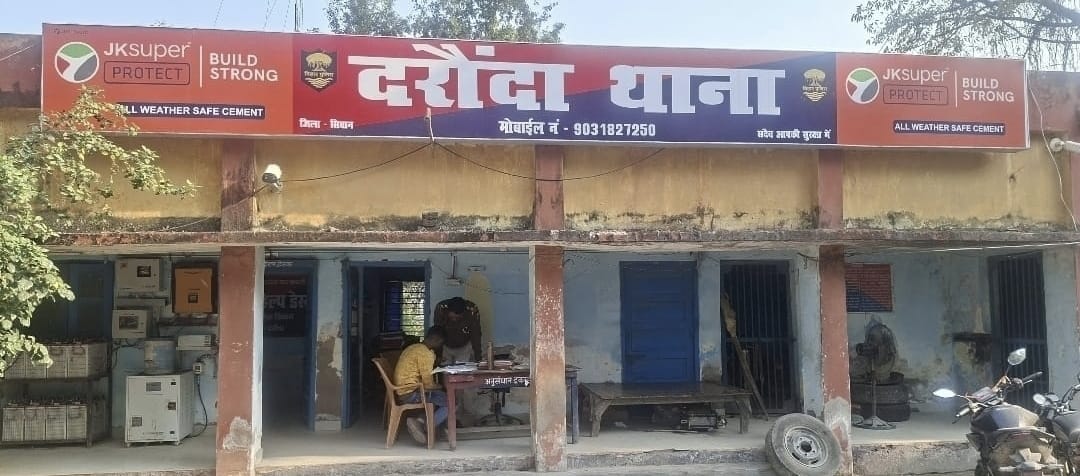 JKsuper
PROTECT
BUILD
STRONG
ALL WEATHER SAFE CEMENT
दरौंदा थाना
जिला - सिवान
मोबाईल नं - 9031827250
सदैव आपकी सुरक्षा में
JKsuper
PROTECT
BUILD
STRONG
ALL WEATHER SAFE CEMENT
अनुसंधान